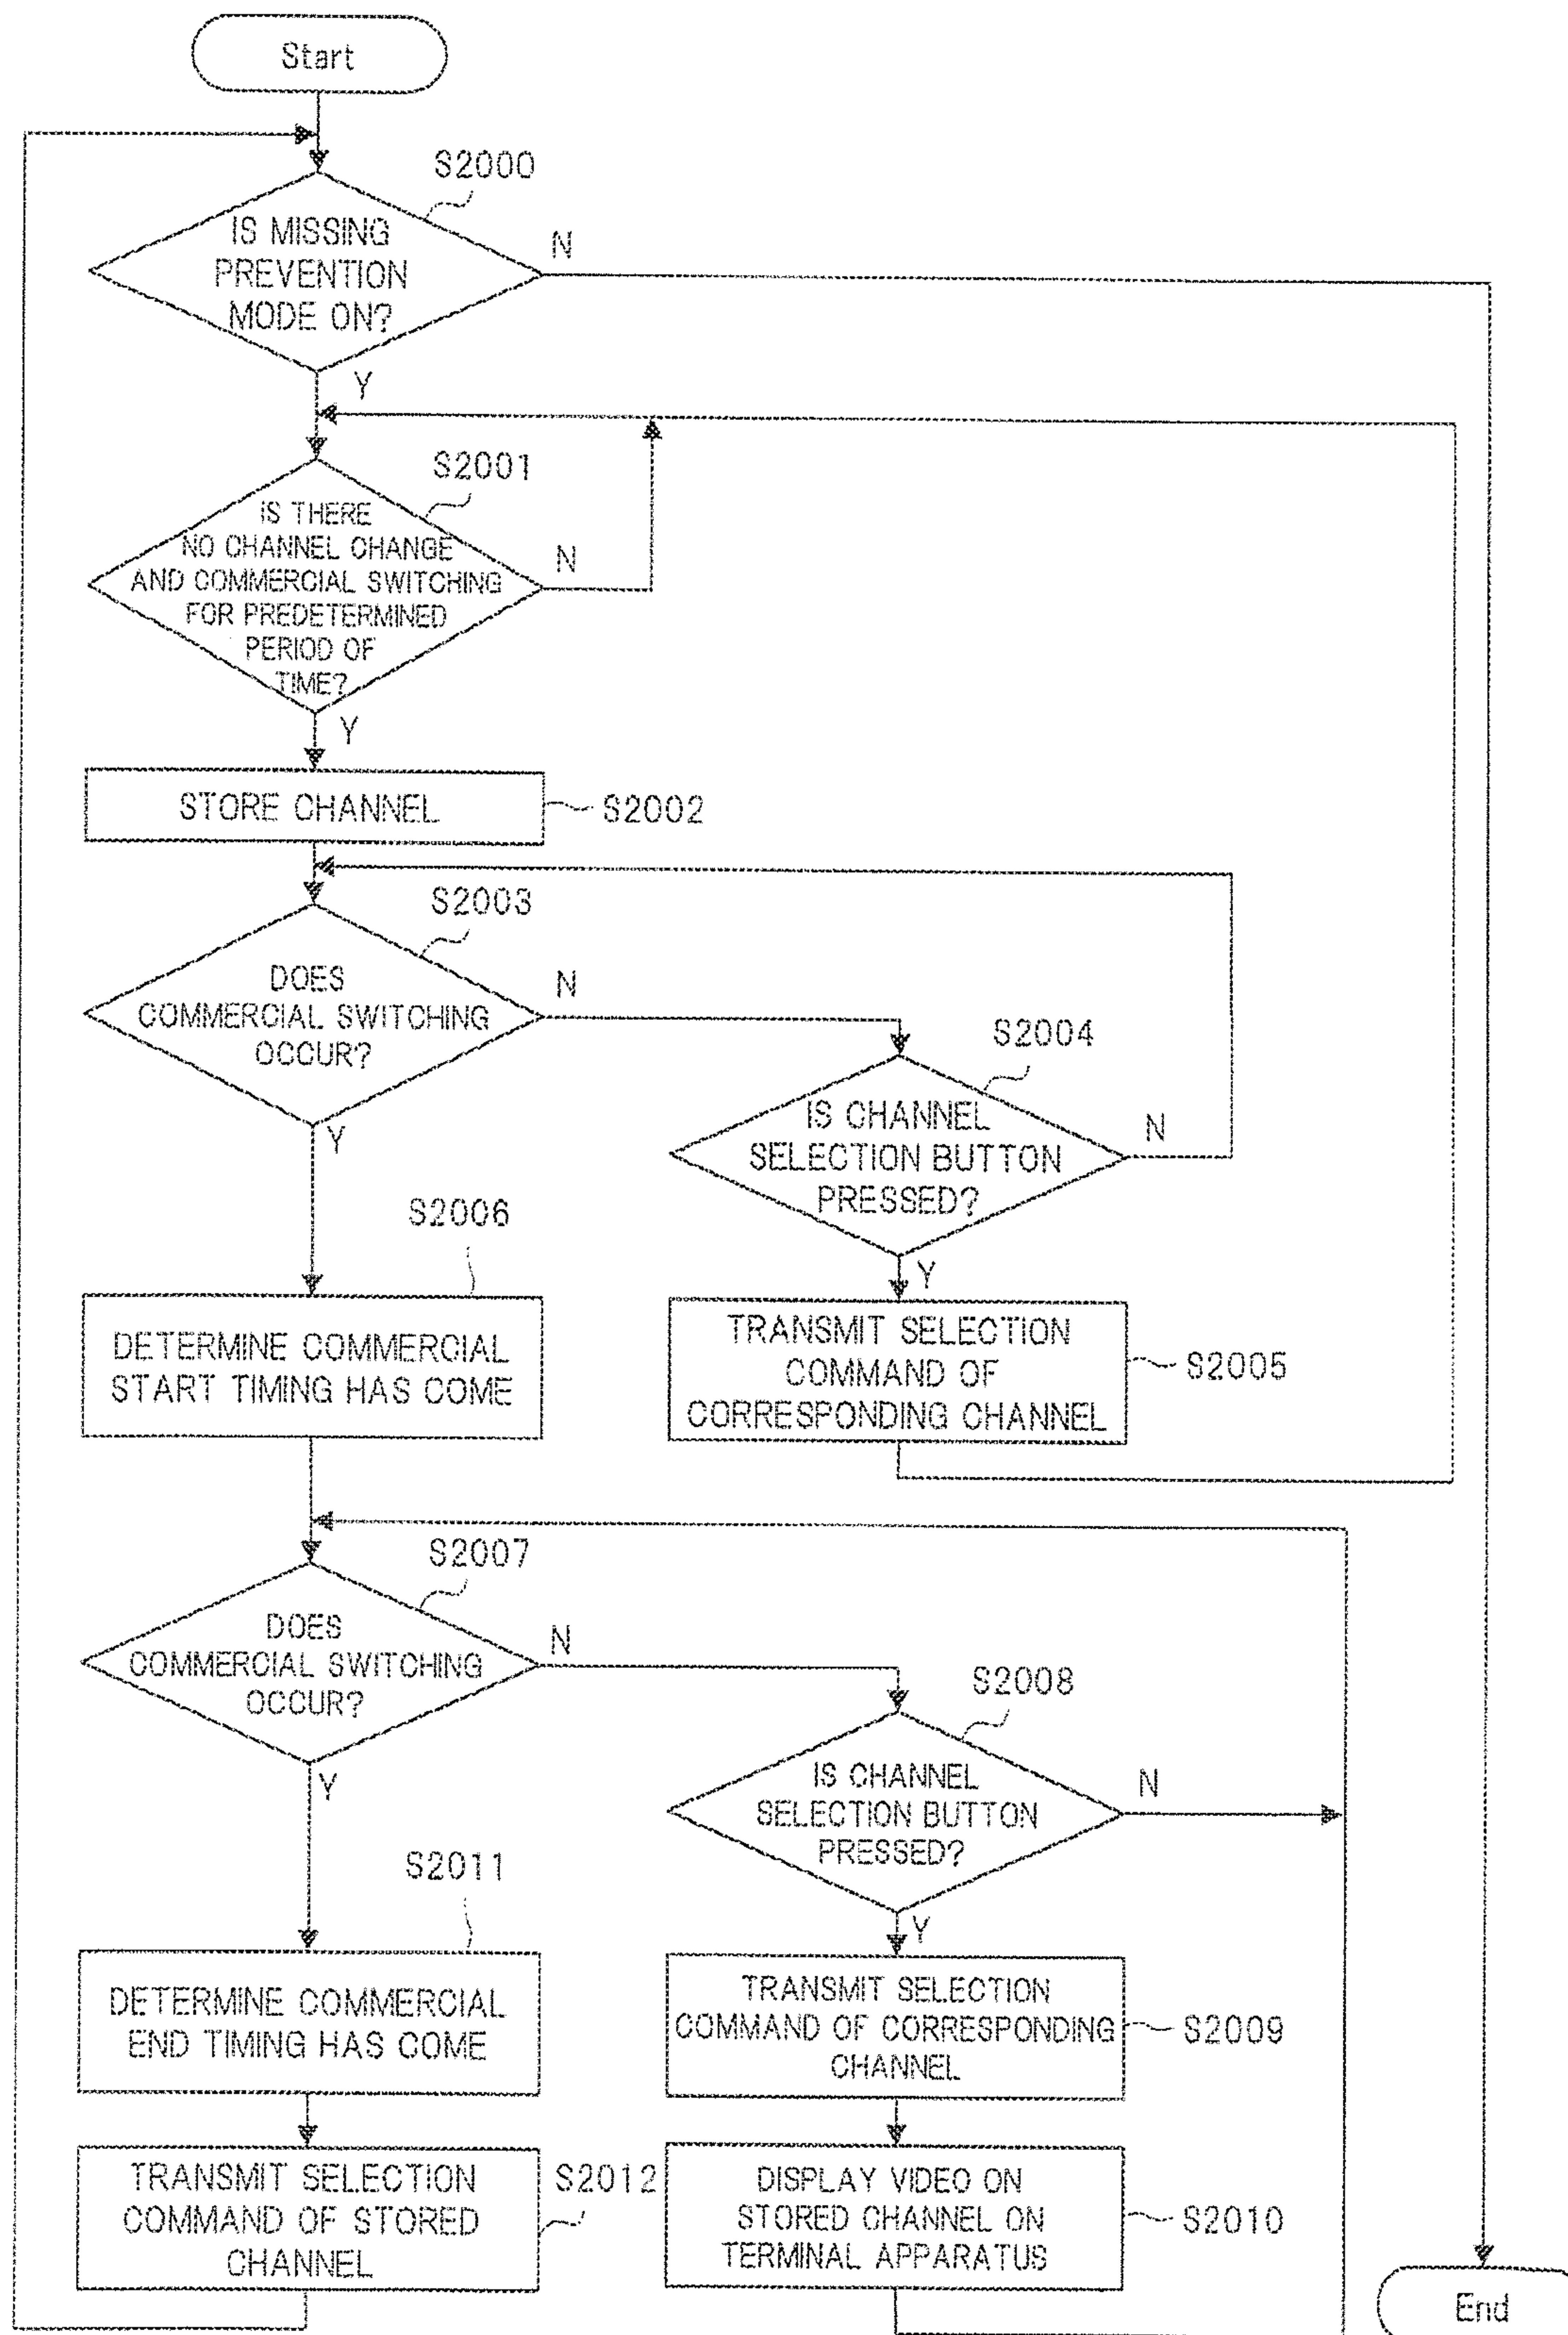 Start
S2000
IS MISSING
PREVENTION
MODE ON?
N
Y
S2001
IS THERE
NO CHANNEL CHANGE
AND COMMERCIAL SWITCHING
FOR PREDETERMINED
PERIOD OF
TIME?
N
Y
STORE CHANNEL
S2002
S2003
DOES
COMMERCIAL SWITCHING
OCCUR?
N
Y
S2004
IS CHANNEL
SELECTION BUTTON
PRESSED?
N
Y
TRANSMIT SELECTION
COMMAND OF
CORRESPONDING CHANNEL
S2005
S2006
DETERMINE COMMERCIAL
START TIMING HAS COME
S2007
DOES
COMMERCIAL SWITCHING
OCCUR?
N
Y
S2008
IS CHANNEL
SELECTION BUTTON
PRESSED?
N
Y
TRANSMIT SELECTION
COMMAND OF CORRESPONDING
CHANNEL
S2009
DISPLAY VIDEO ON
STORED CHANNEL ON
TERMINAL APPARATUS
S2010
S2011
DETERMINE COMMERCIAL
END TIMING HAS COME
TRANSMIT SELECTION
COMMAND OF STORED
CHANNEL
S2012
End